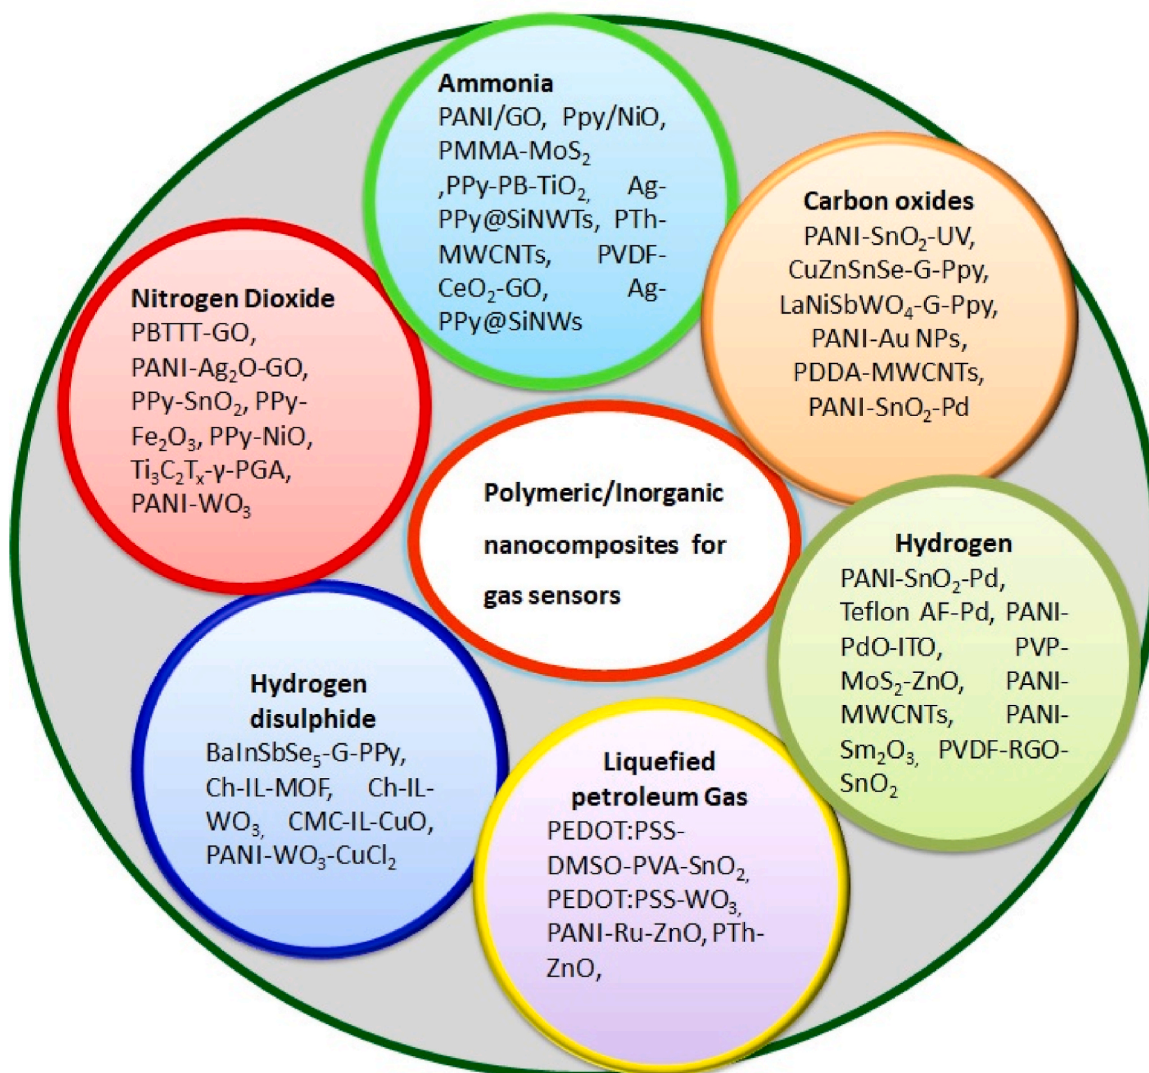 Ammonia
PANI/GO, Ppy/NiO,
PMMA-MoS₂
,PPy-PB-TiO₂, Ag-
PPy@SiNWTs, PTh-
MWCNTs, PVDF-
CeO₂-GO, Ag-
PPy@SiNWs
Carbon oxides
PANI-SnO₂-UV,
CuZnSnSe-G-Ppy,
LaNiSbWO₄-G-Ppy,
PANI-Au NPs,
PDDA-MWCNTs,
PANI-SnO₂-Pd
Nitrogen Dioxide
PBTTT-GO,
PANI-Ag₂O-GO,
PPy-SnO₂, PPy-
Fe₂O₃, PPy-NiO,
Ti₃C₂Tₓ-γ-PGA,
PANI-WO₃
Polymeric/Inorganic
nanocomposites for
gas sensors
Hydrogen
PANI-SnO₂-Pd,
Teflon AF-Pd, PANI-
PdO-ITO, PVP-
MoS₂-ZnO, PANI-
MWCNTs, PANI-
Sm₂O₃, PVDF-RGO-
SnO₂
Hydrogen
disulphide
BaInSbSe₅-G-PPy,
Ch-IL-MOF, Ch-IL-
WO₃, CMC-IL-CuO,
PANI-WO₃-CuCl₂
Liquefied
petroleum Gas
PEDOT:PSS-
DMSO-PVA-SnO₂,
PEDOT:PSS-WO₃,
PANI-Ru-ZnO, PTh-
ZnO,